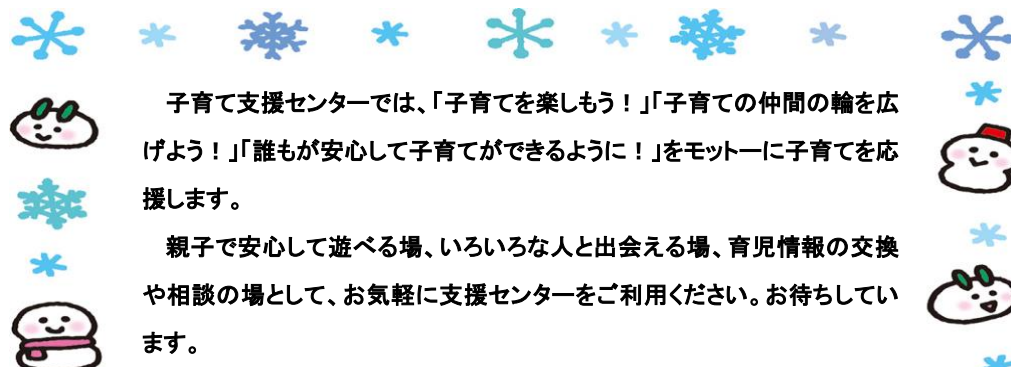 子育て支援センターでは、「子育てを楽しもう！」「子育ての仲間の輪を広
げよう！」「誰もが安心して子育てができるように！」をモットーに子育てを応
援します。
　親子で安心して遊べる場、いろいろな人と出会える場、育児情報の交換
や相談の場として、お気軽に支援センターをご利用ください。お待ちしてい
ます。